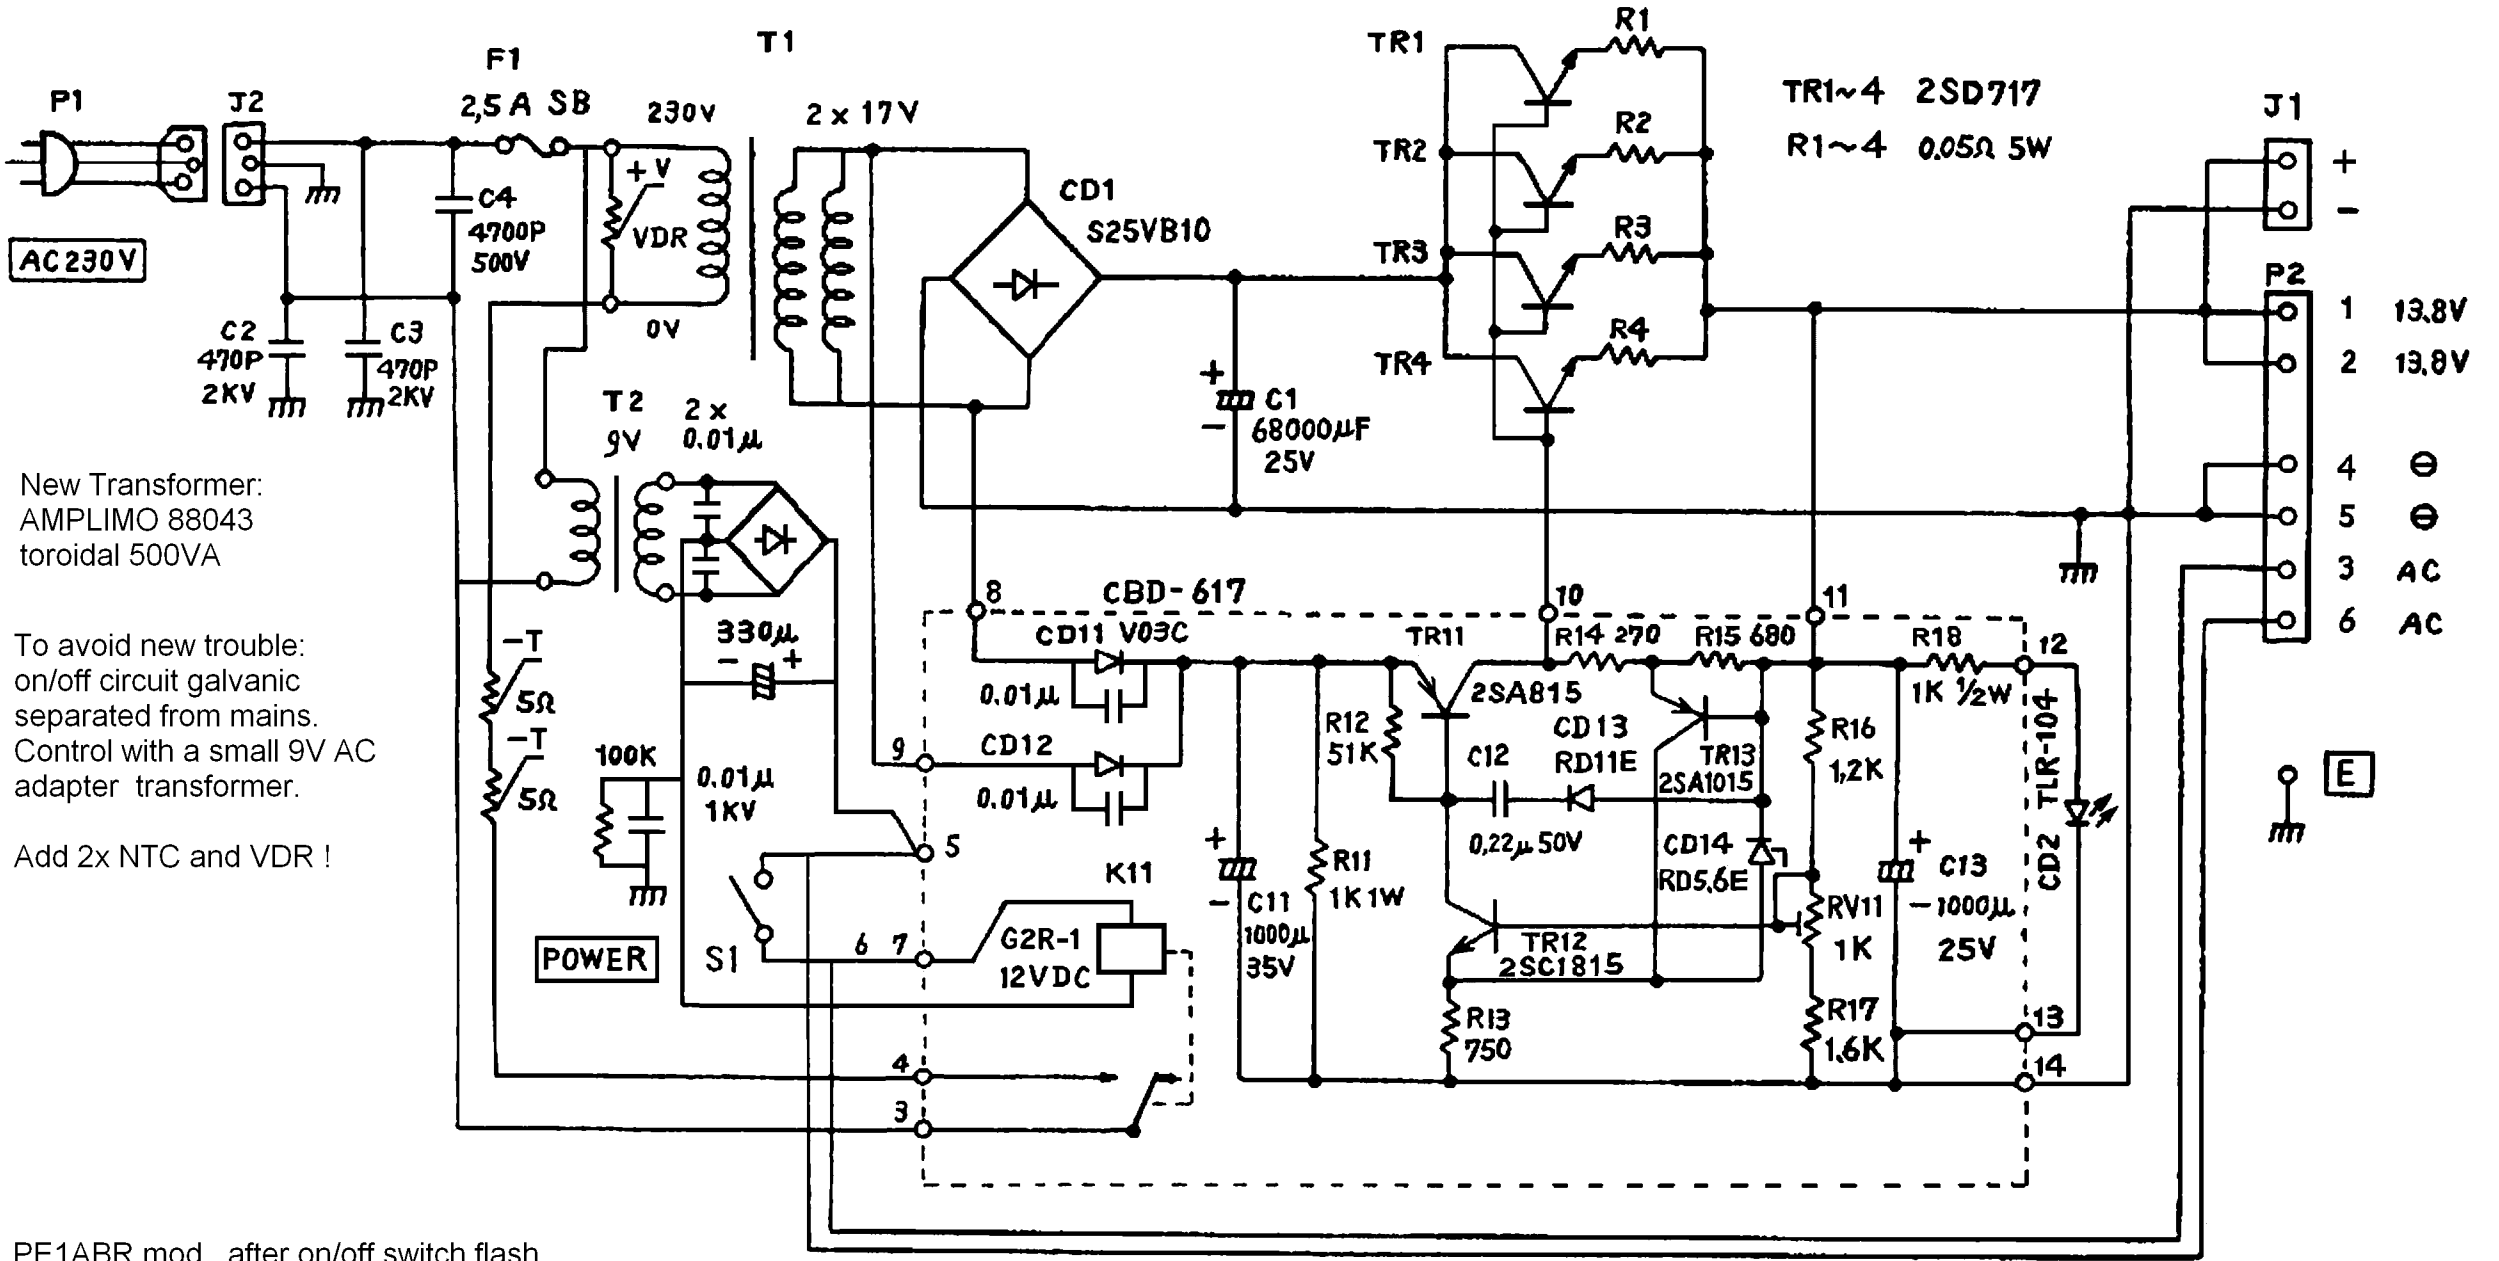 P1
J2
F1
2,5 A SB
AC 230V
C4
4700P
500V
C2
470P
2KV
C3
470P
2KV
230V
+V
VDR
0V
T1
2 x 17V
CD1
S25VB10
+
C1
68000µF
25V
-
TR1
TR2
TR3
TR4
R1
R2
R3
R4
TR1~4 2SD717
R1~4 0.05Ω 5W
J1
+
-
P2
1 13.8V
2 13.8V
4 ⊖
5 ⊖
3 AC
6 AC
E
New Transformer:
AMPLIMO 88043
toroidal 500VA
To avoid new trouble:
on/off circuit galvanic
separated from mains.
Control with a small 9V AC
adapter transformer.
Add 2x NTC and VDR !
T2
9V
2 x
0.01µ
330µ
- +
-T
5Ω
-T
5Ω
100K
0.01µ
1KV
POWER
S1
8
9
5
6 7
4
3
10
11
12
13
14
CBD-617
CD11 V03C
0.01µ
CD12
0.01µ
K11
G2R-1
12VDC
+
C11
1000µ
35V
-
R11
1K 1W
R12
51K
TR11
2SA815
R14 270
R15 680
R18
1K ½W
CD13
RD11E
C12
0,22µ 50V
TR13
2SA1015
CD14
RD5,6E
TR12
2SC1815
R13
750
R16
1,2K
RV11
1K
R17
1.6K
+
C13
-1000µ
25V
CD2 TLR-104
PE1ABR mod after on/off switch flash